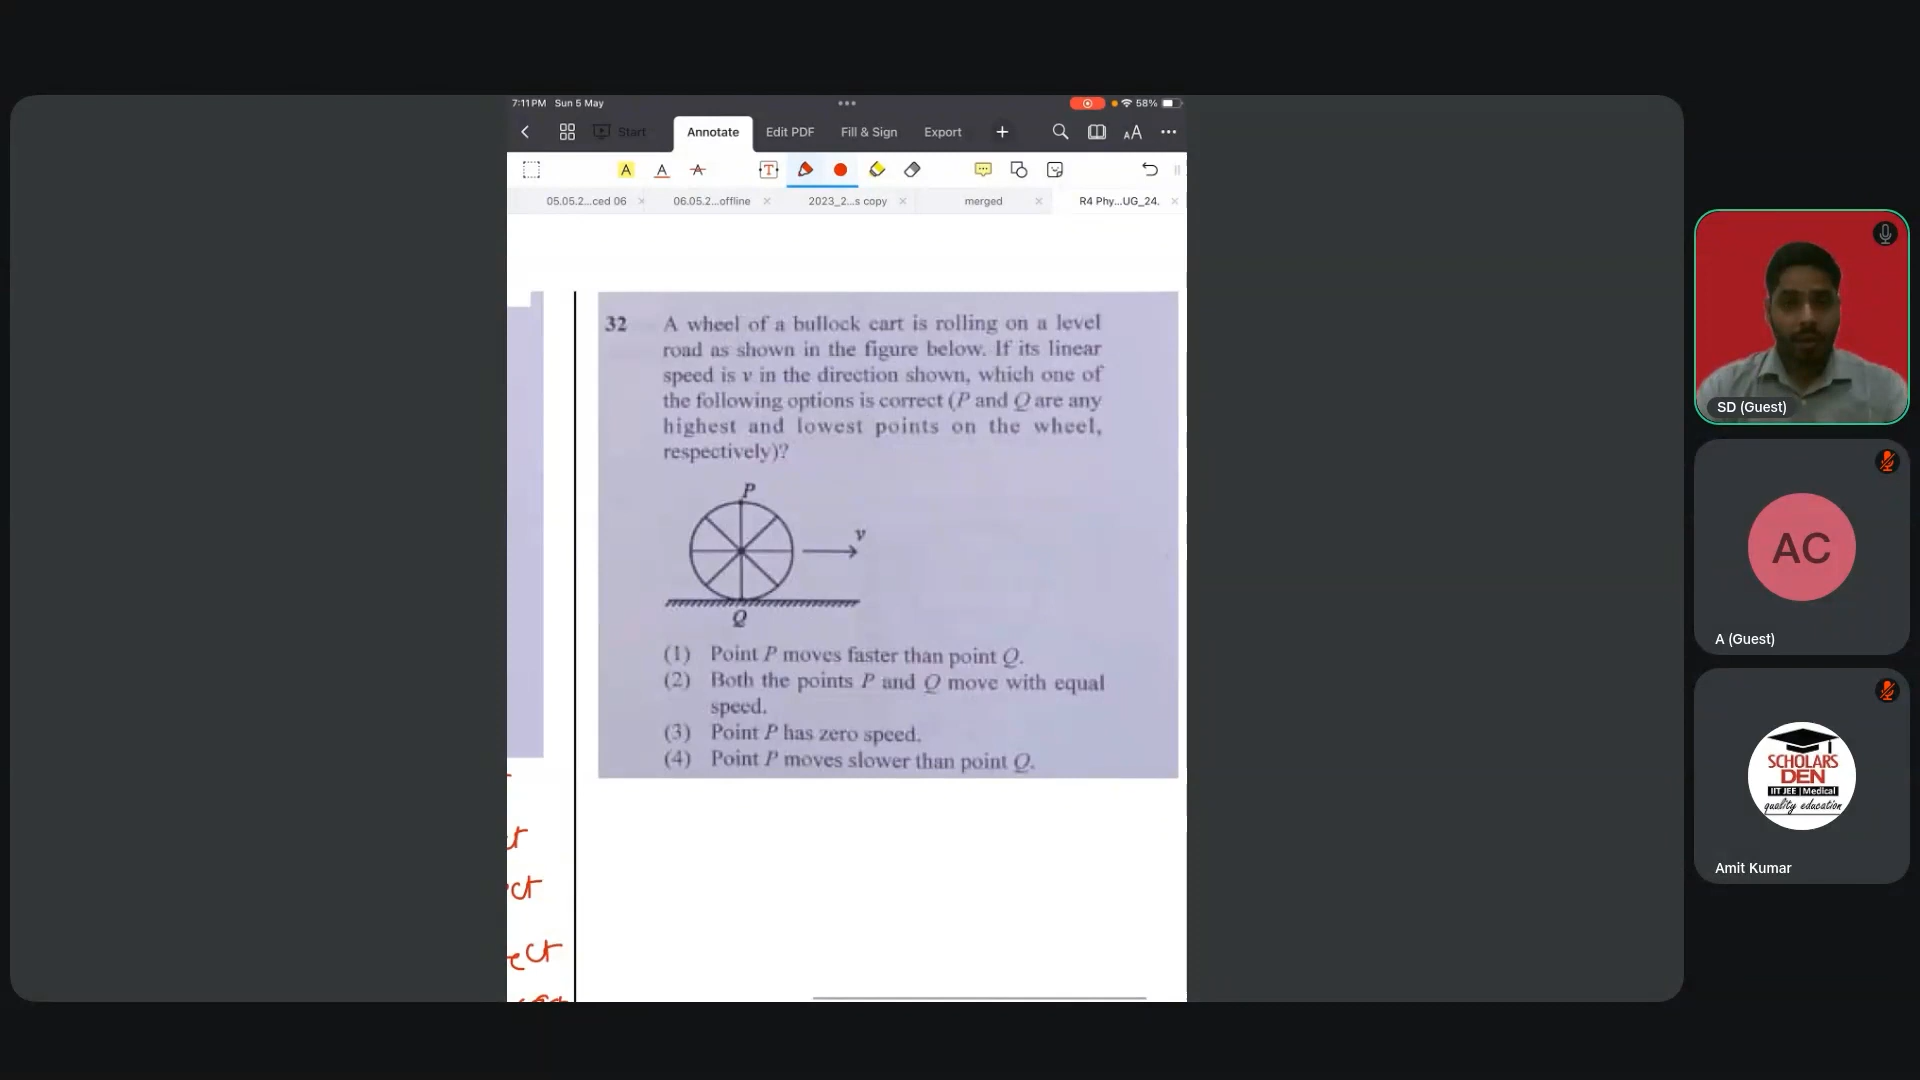 7:11PM Sun 5 May
58%
Start
Annotate
Edit PDF
Fill & Sign
Export
05.05.2...ced 06
06.05.2...offline
2023_2...s copy
merged
R4 Phy...UG_24.
32 A wheel of a bullock cart is rolling on a level
road as shown in the figure below. If its linear
speed is v in the direction shown, which one of
the following options is correct (P and Q are any
highest and lowest points on the wheel,
respectively)?
P
v
Q
(1) Point P moves faster than point Q.
(2) Both the points P and Q move with equal
speed.
(3) Point P has zero speed.
(4) Point P moves slower than point Q.
ct
ect
SD (Guest)
AC
A (Guest)
SCHOLARS
DEN
IIT JEE | Medical
quality education
Amit Kumar